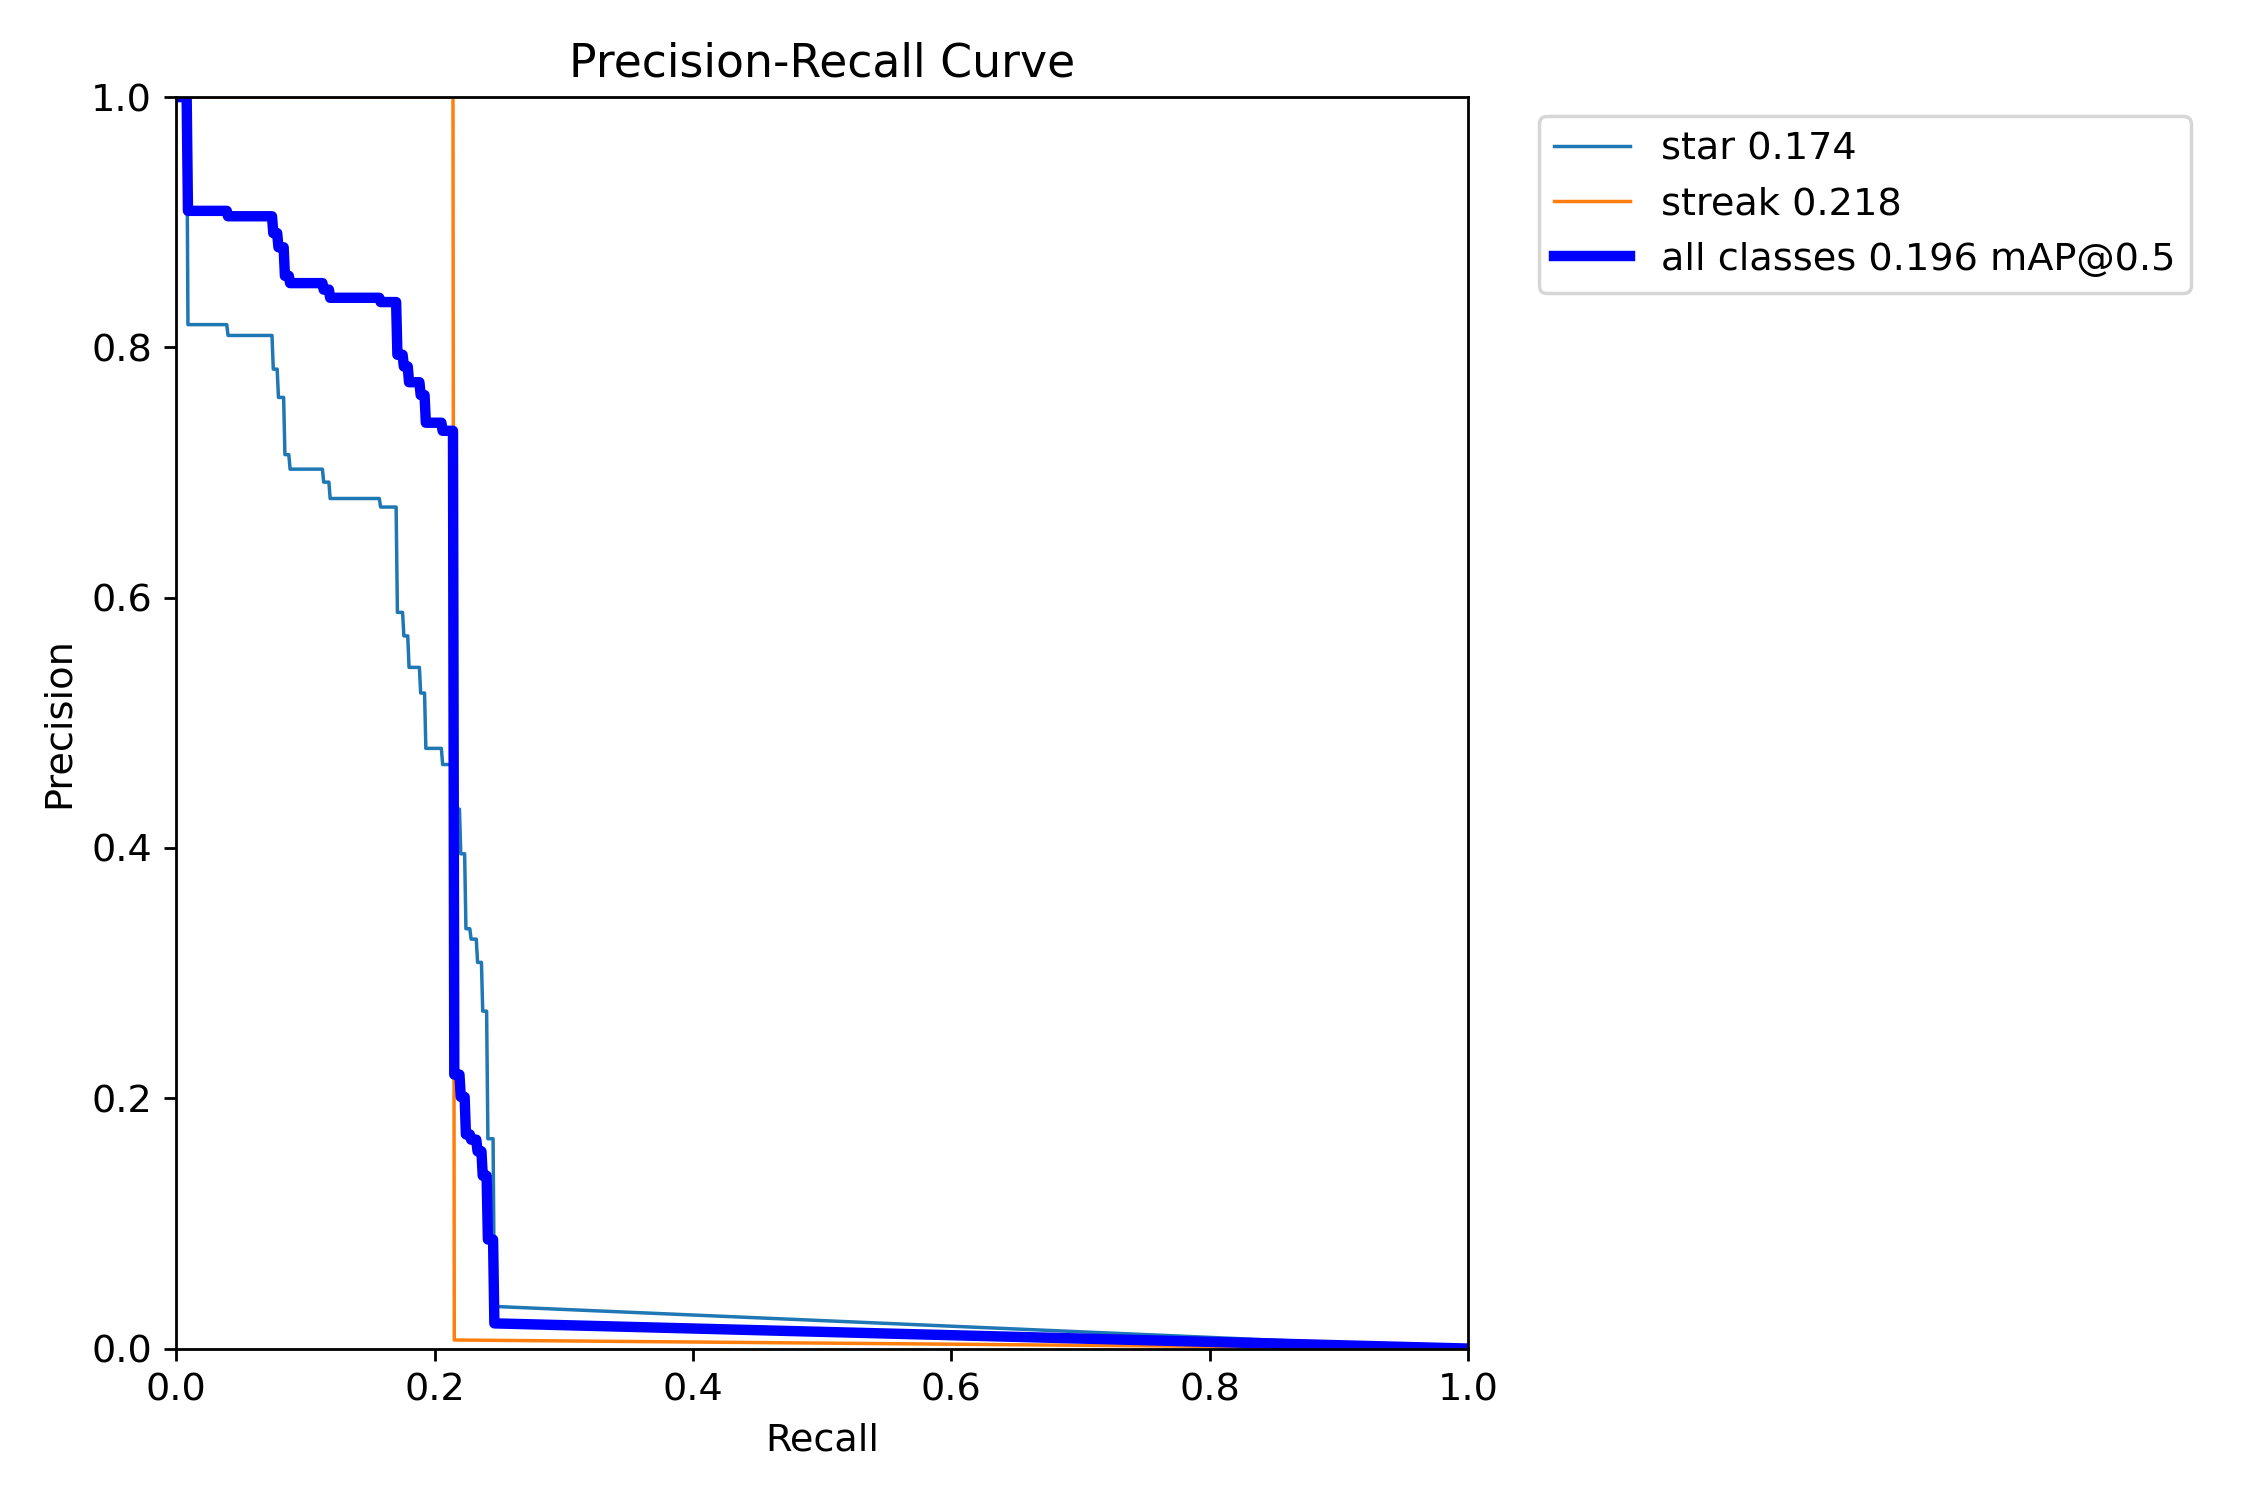 Precision-Recall Curve
star 0.174
streak 0.218
all classes 0.196 mAP@0.5
Precision
1.0
0.8
0.6
0.4
0.2
0.0
0.0 0.2 0.4 0.6 0.8 1.0
Recall